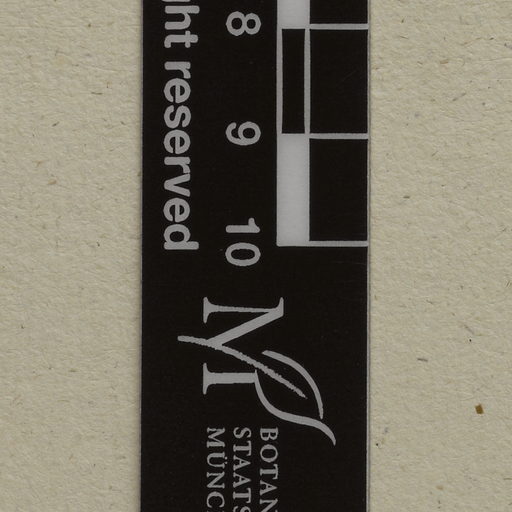 8 9 10
ght reserved
M
BOTAN
STAATS
MÜNC